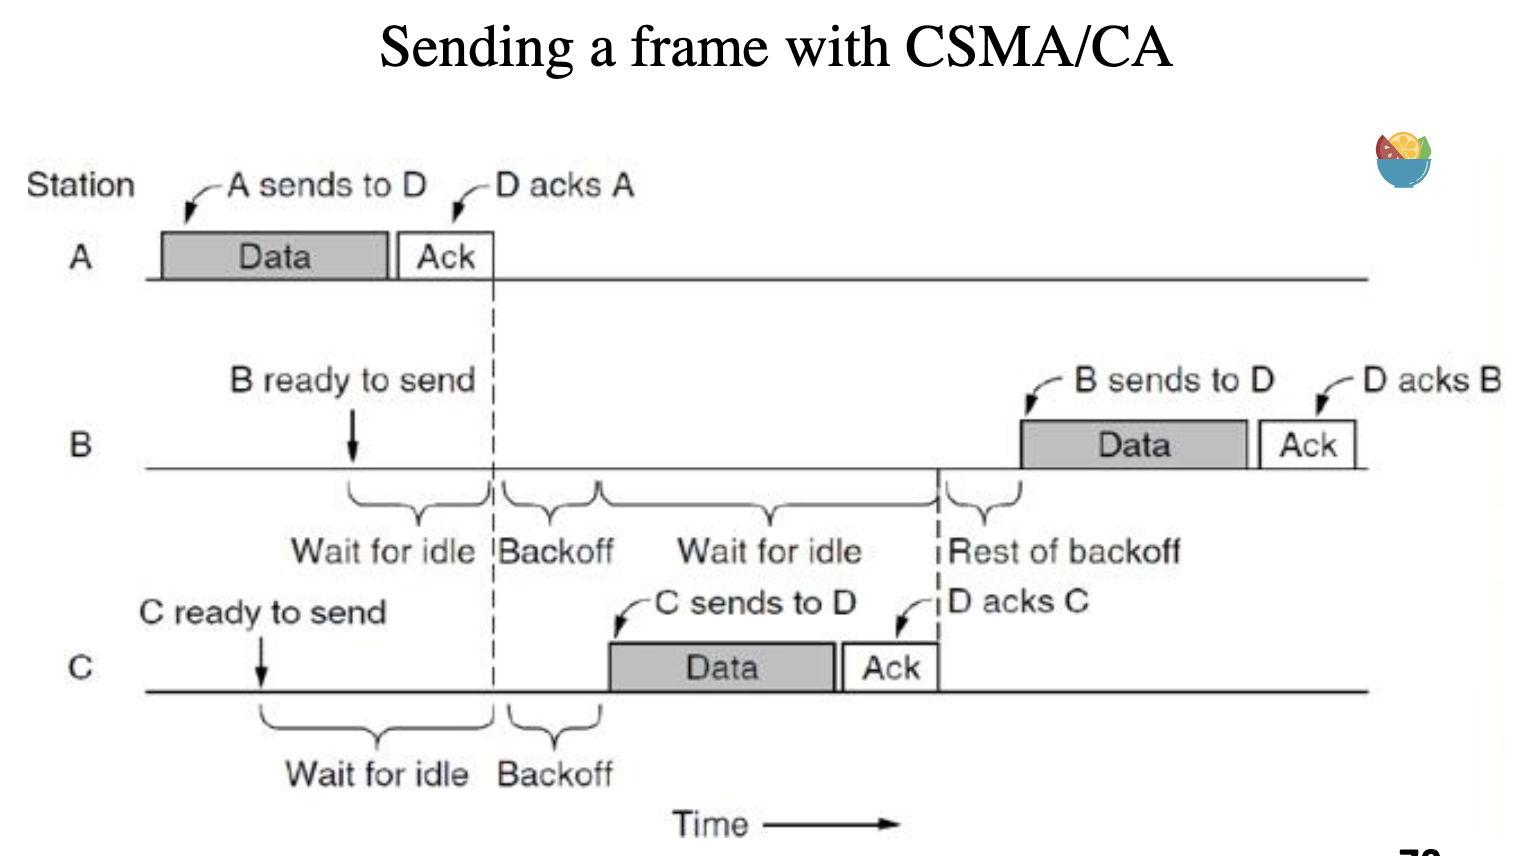 Sending a frame with CSMA/CA
Station
A sends to D
D acks A
A
Data
Ack
B ready to send
B sends to D
D acks B
B
Data
Ack
Wait for idle
Backoff
Wait for idle
Rest of backoff
C ready to send
C sends to D
D acks C
C
Data
Ack
Wait for idle
Backoff
Time